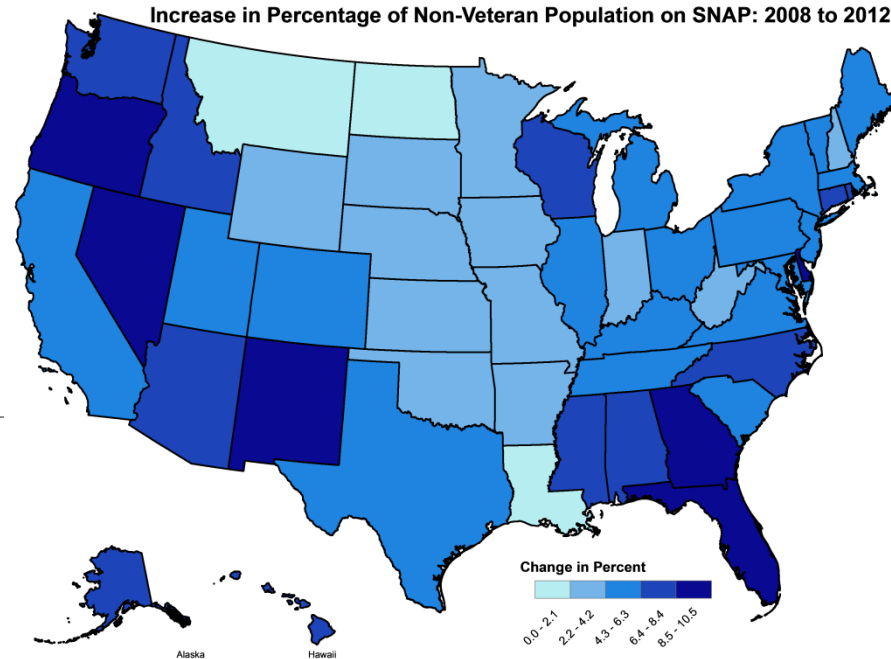 Increase in Percentage of Non-Veteran Population on SNAP: 2008 to 2012
Change in Percent
0.0 - 2.1
2.2 - 4.2
4.3 - 6.3
6.4 - 8.4
8.5 - 10.5
Alaska
Hawaii